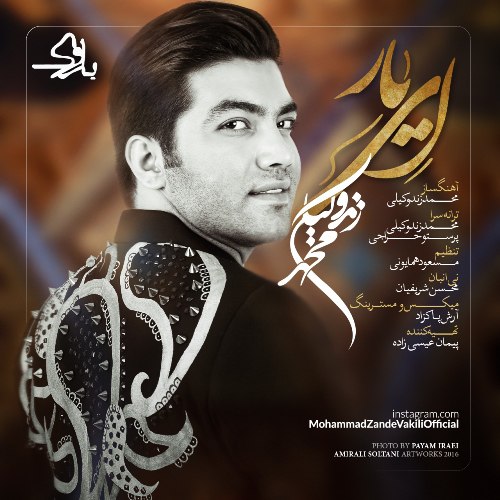 بانوی
ای یار
محمد زندوکیلی
آهنگساز
محمد زندوکیلی
ترانه سرا
محمد زندوکیلی
پرستو حراجی
تنظیم
مسعود همایونی
نی انبان
محسن شریفیان
میکس و مسترینگ
آرش پاکزاد
تهیه کننده
پیمان عیسی زاده
instagram.com
MohammadZandeVakiliOfficial
PHOTO BY PAYAM IRAEI
AMIRALI SOLTANI ARTWORKS 2016